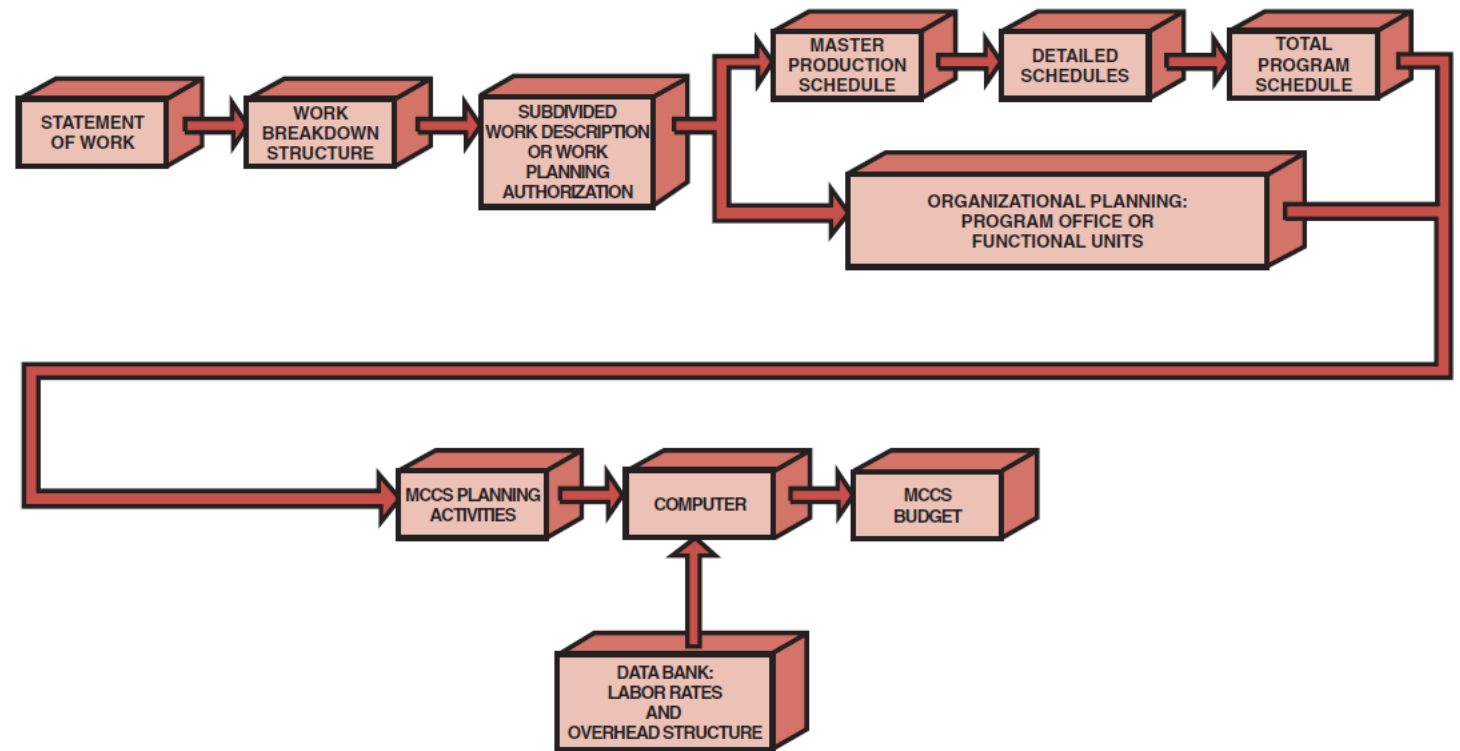 STATEMENT
OF WORK
WORK
BREAKDOWN
STRUCTURE
SUBDIVIDED
WORK DESCRIPTION
OR WORK
PLANNING
AUTHORIZATION
MASTER
PRODUCTION
SCHEDULE
DETAILED
SCHEDULES
TOTAL
PROGRAM
SCHEDULE
ORGANIZATIONAL PLANNING:
PROGRAM OFFICE OR
FUNCTIONAL UNITS
MCCS PLANNING
ACTIVITIES
COMPUTER
MCCS
BUDGET
DATA BANK:
LABOR RATES
AND
OVERHEAD STRUCTURE